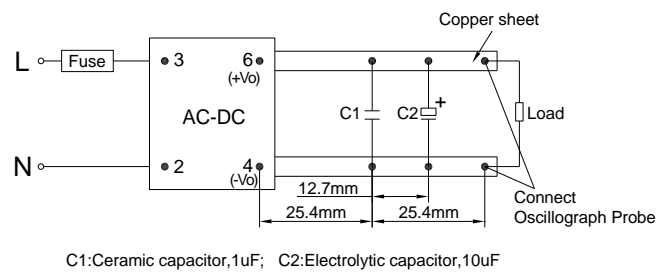 Copper sheet
L
Fuse
3
6
(+Vo)
AC-DC
C1
C2
+
Load
N
2
4
(-Vo)
12.7mm
25.4mm
25.4mm
Connect
Oscillograph Probe
C1:Ceramic capacitor,1uF; C2:Electrolytic capacitor,10uF